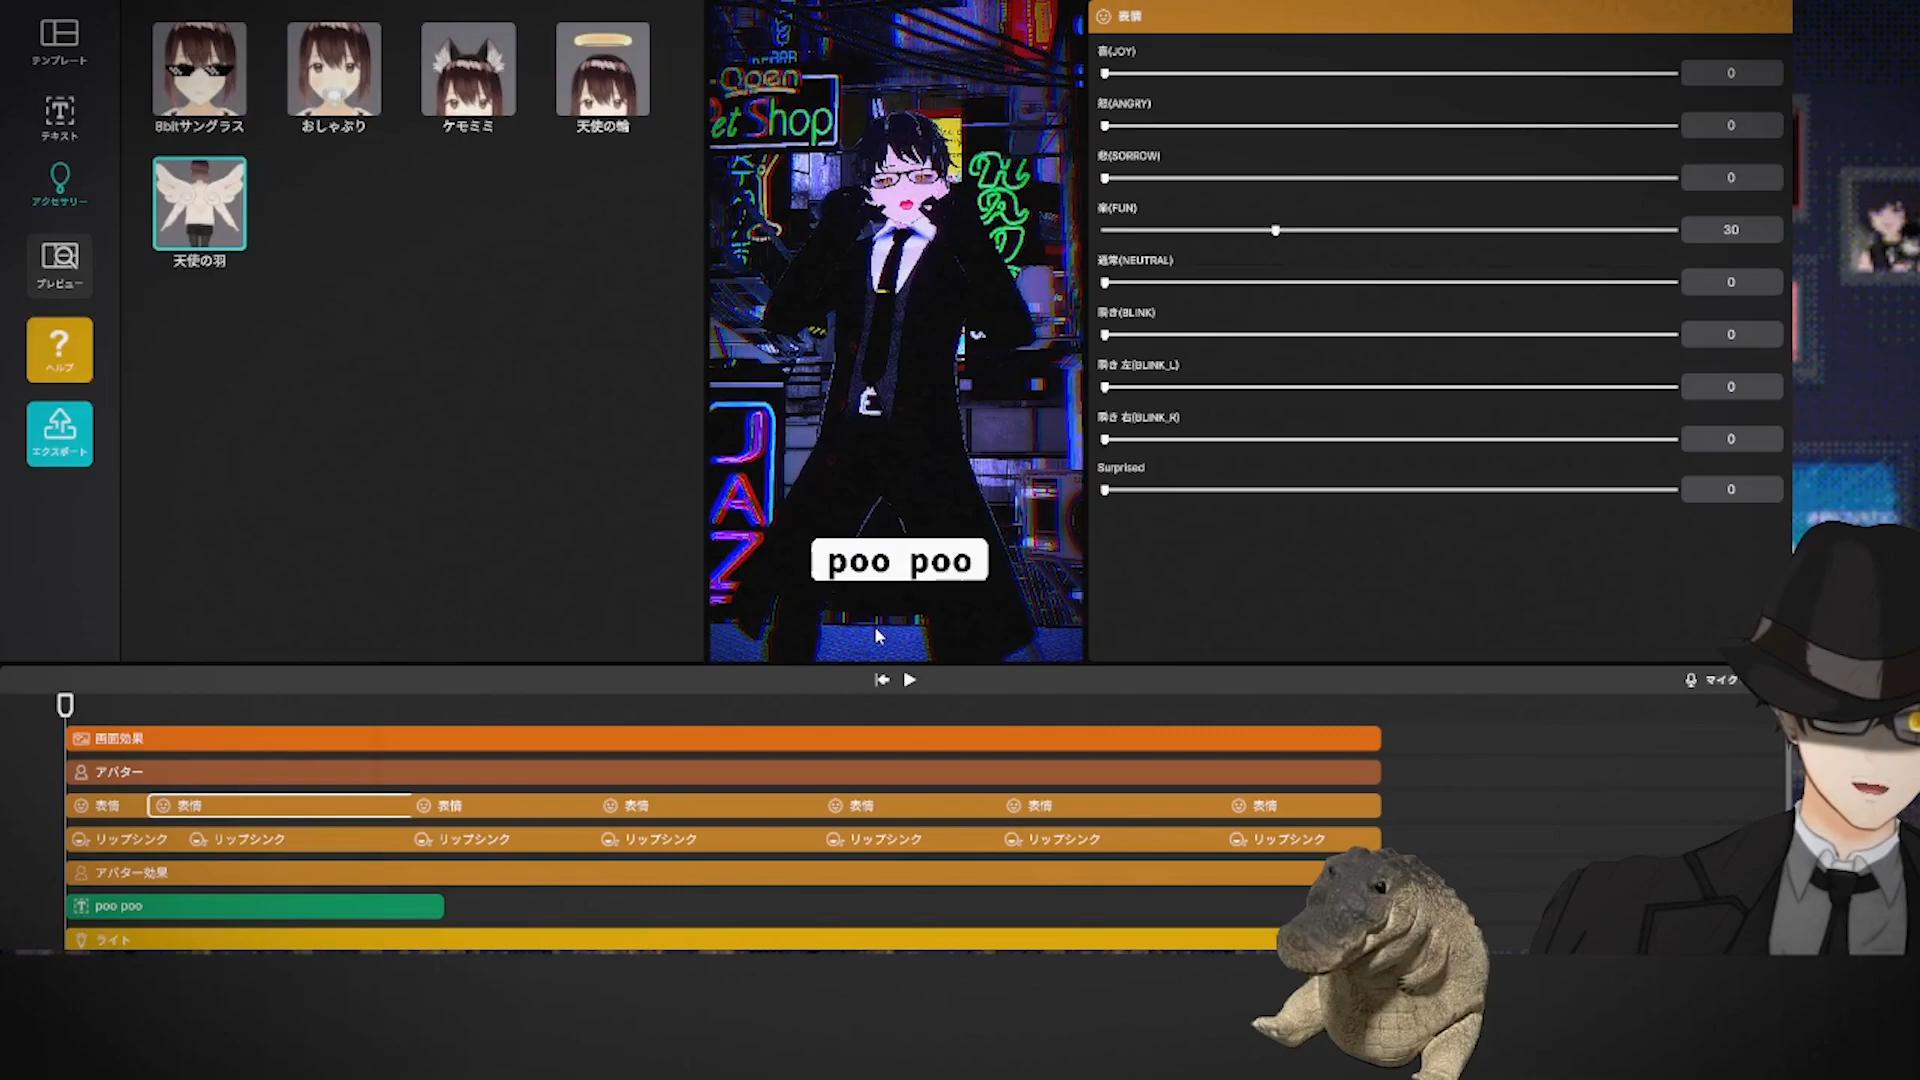 テンプレート
テキスト
アクセサリー
プレビュー
?
ヘルプ
エクスポート
8bitサングラス
おしゃぶり
ケモミミ
天使の輪
天使の羽
Open
et Shop
JAZ
poo poo
表情
喜(JOY)
0
怒(ANGRY)
0
悲(SORROW)
0
楽(FUN)
30
通常(NEUTRAL)
0
瞬き(BLINK)
0
瞬き 左(BLINK_L)
0
瞬き 右(BLINK_R)
0
Surprised
0
マイク
画面効果
アバター
表情 表情 表情 表情 表情 表情 表情
リップシンク リップシンク リップシンク リップシンク リップシンク リップシンク リップシンク
アバター効果
poo poo
ライト